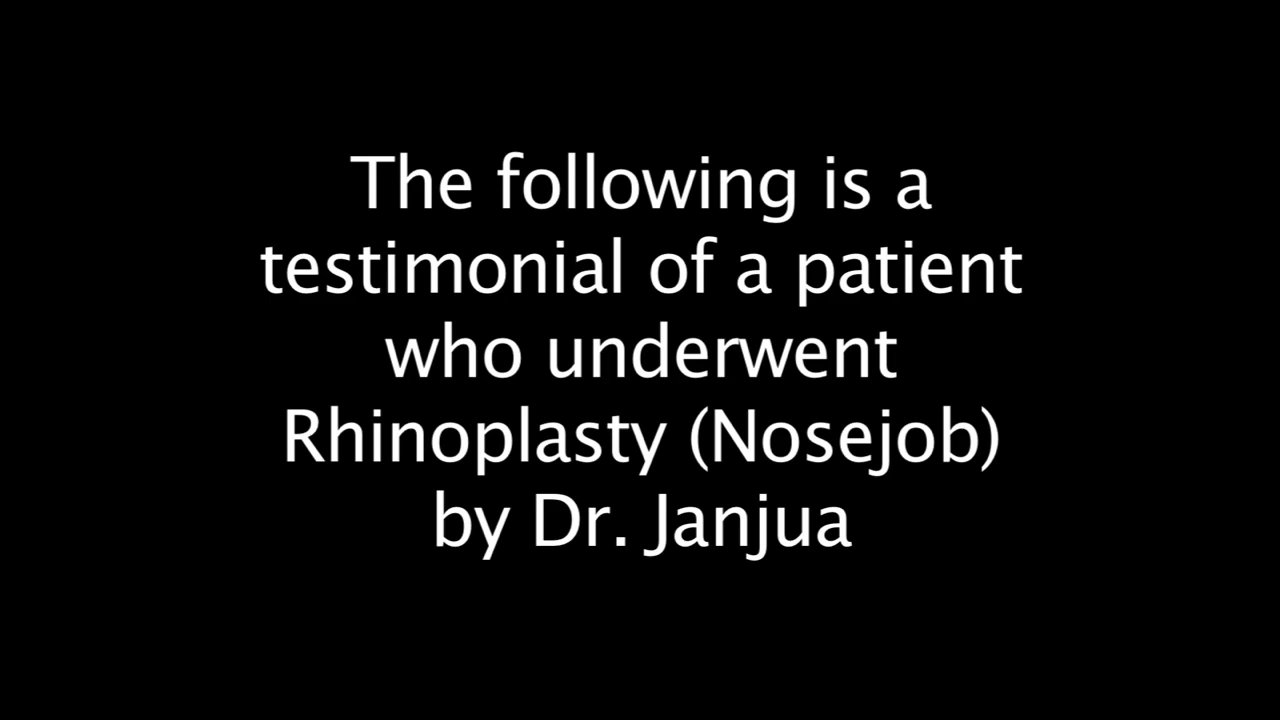 The following is a
testimonial of a patient
who underwent
Rhinoplasty (Nosejob)
by Dr. Janjua